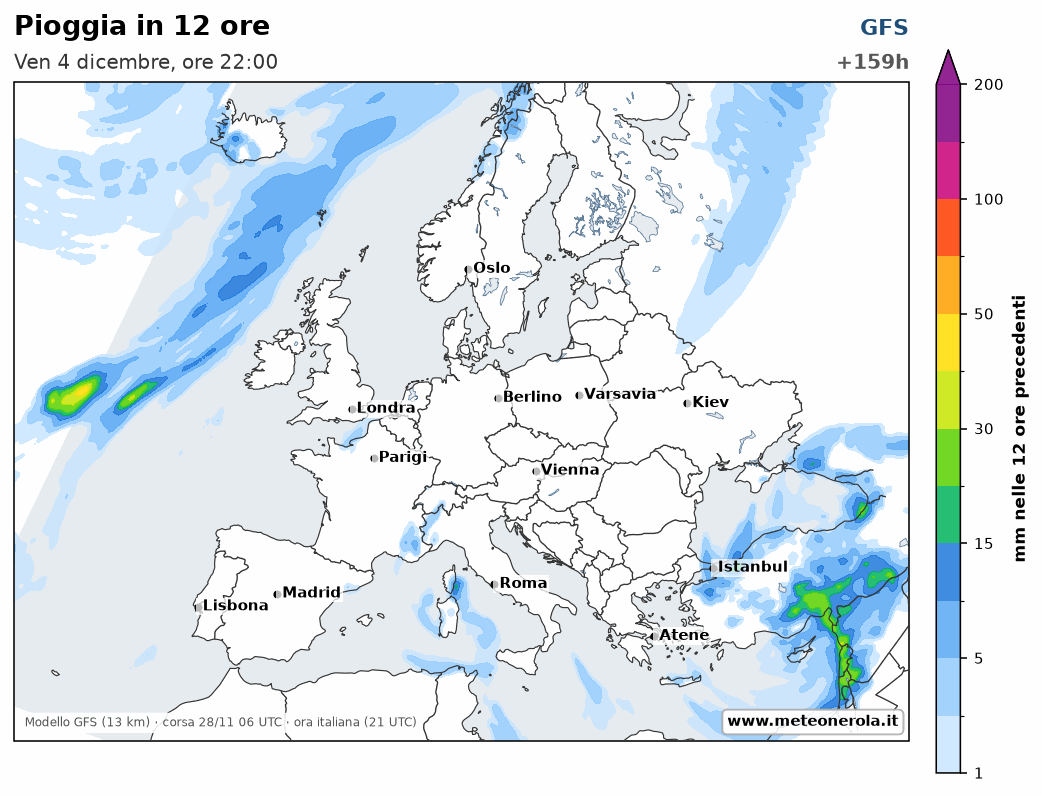 Pioggia in 12 ore
GFS
Ven 4 dicembre, ore 22:00
+159h
200
100
50
30
15
5
1
mm nelle 12 ore precedenti
Oslo
Berlino
Varsavia
Kiev
Londra
Parigi
Vienna
Istanbul
Roma
Madrid
Lisbona
Atene
Modello GFS (13 km) · corsa 28/11 06 UTC · ora italiana (21 UTC)
www.meteonerola.it